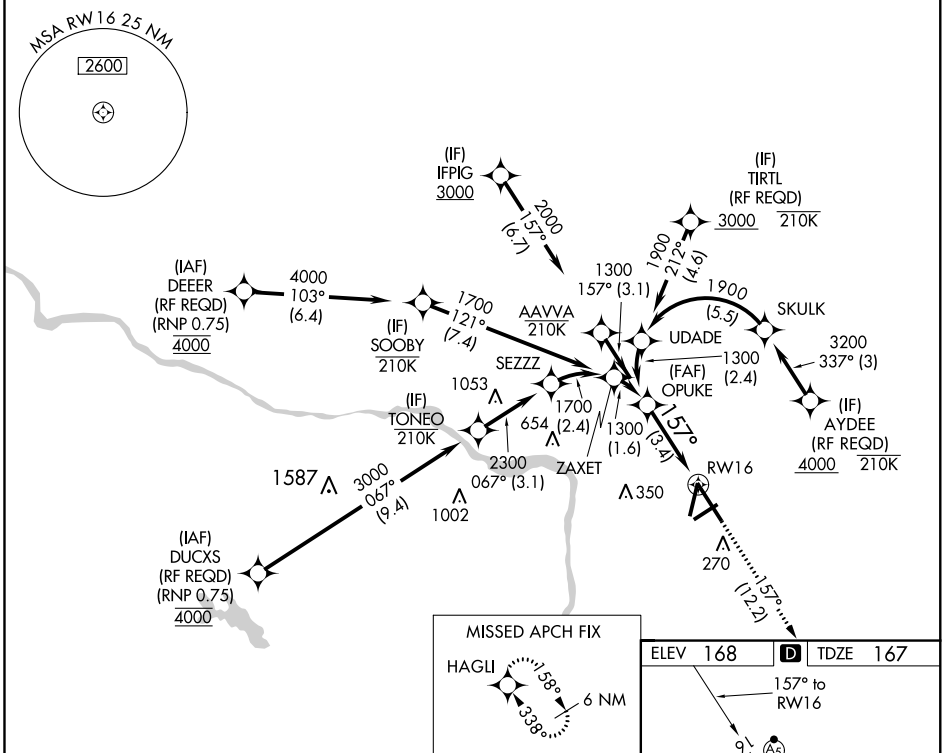 MSA RW16 25 NM
2600
(IF)
IFPIG
3000
2000
157°
(6.7)
(IF)
TIRTL
(RF REQD)
3000 210K
1900
212°
(4.6)
(IAF)
DEEER
(RF REQD)
(RNP 0.75)
4000
4000
103°
(6.4)
(IF)
SOOBY
210K
1700
121°
(7.4)
1300
157° (3.1)
AAVVA
210K
1900
(5.5)
SKULK
UDADE
1300
(2.4)
3200
337° (3)
(IF)
AYDEE
(RF REQD)
4000 210K
SEZZZ
(FAF)
OPUKE
1053
(IF)
TONEO
210K
654
1700
(2.4)
ZAXET
1300
(1.6)
157°
(3.4)
RW16
2300
067° (3.1)
1587
3000
067°
(9.4)
1002
350
270
(IAF)
DUCXS
(RF REQD)
(RNP 0.75)
4000
157°
(12.2)
MISSED APCH FIX
HAGLI
158°
338°
6 NM
ELEV 168 D TDZE 167
157° to
RW16
16
A5